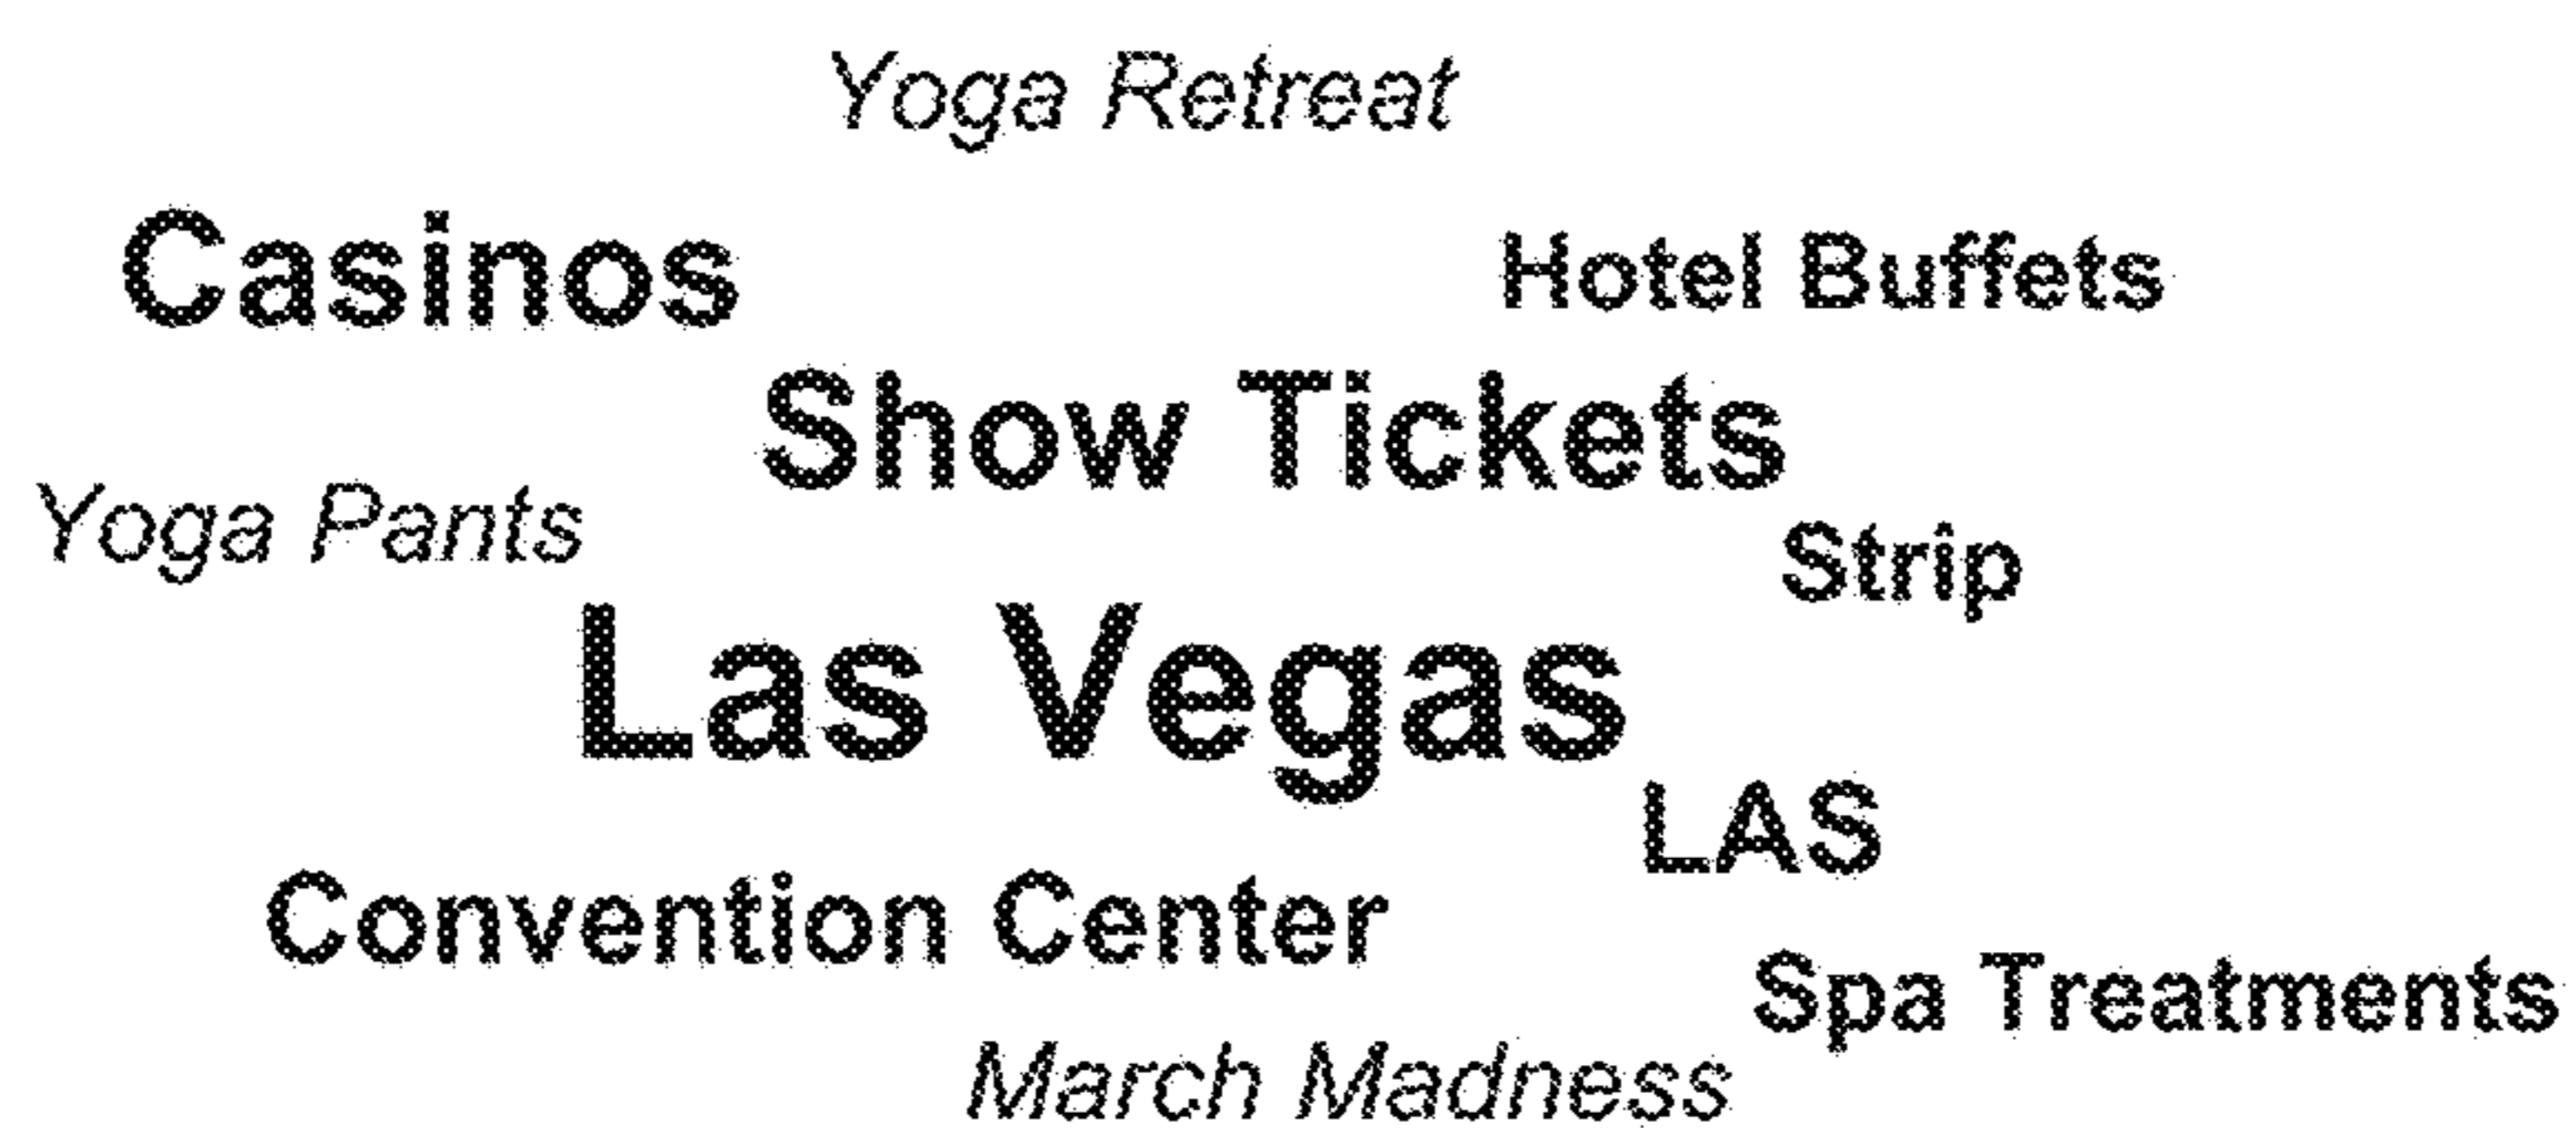 Yoga Retreat
Casinos
Hotel Buffets
Show Tickets
Yoga Pants
Strip
Las Vegas
LAS
Convention Center
Spa Treatments
March Madness